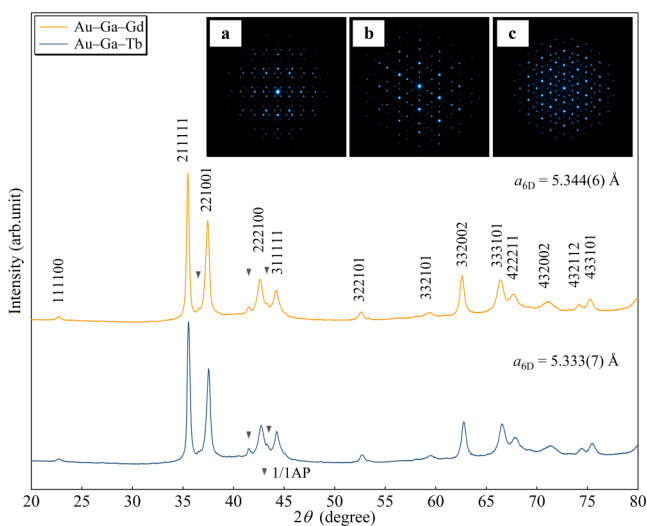 Au–Ga–Gd
Au–Ga–Tb
a
b
c
Intensity (arb.unit)
111100
211111
221001
222100
311111
322101
332101
332002
333101
422211
432002
432112
433101
a6D = 5.344(6) Å
a6D = 5.333(7) Å
1/1AP
20 25 30 35 40 45 50 55 60 65 70 75 80
2θ (degree)